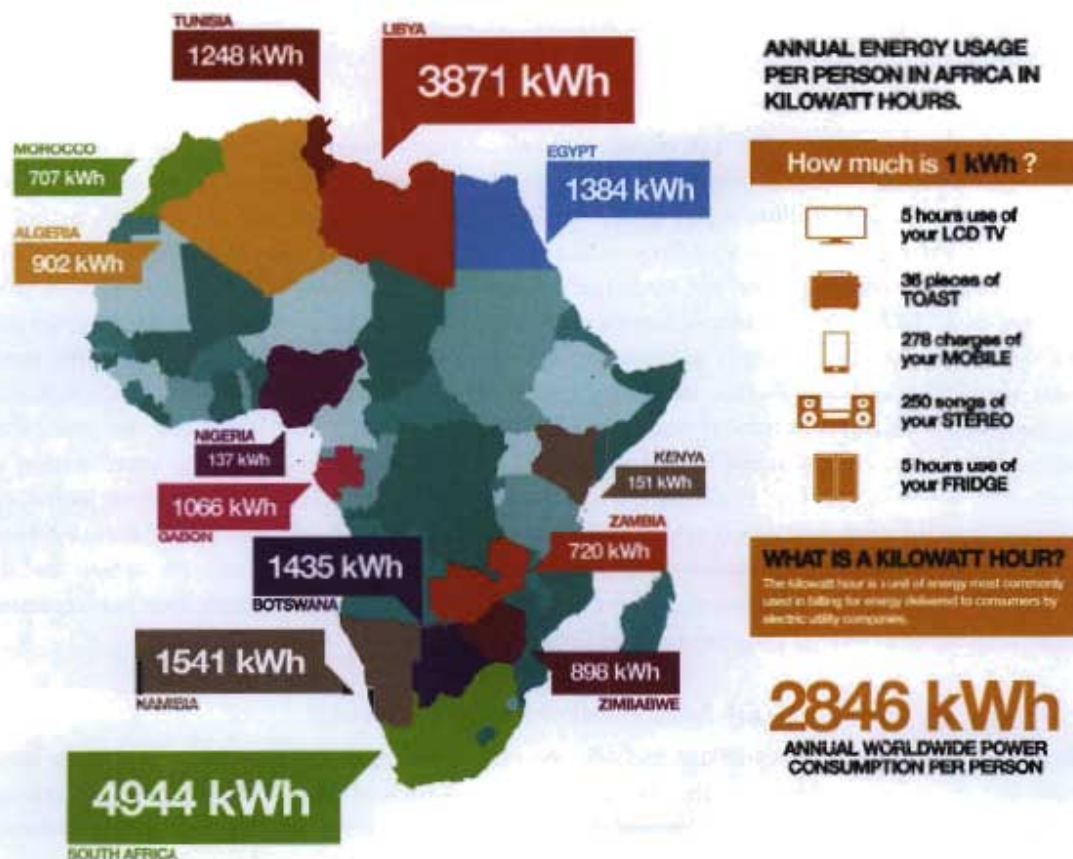 TUNISIA
1248 kWh
LIBYA
3871 kWh
MOROCCO
707 kWh
EGYPT
1384 kWh
ALGERIA
902 kWh
NIGERIA
137 kWh
KENYA
151 kWh
1066 kWh
GABON
ZAMBIA
720 kWh
1435 kWh
BOTSWANA
1541 kWh
NAMIBIA
898 kWh
ZIMBABWE
4944 kWh
SOUTH AFRICA
ANNUAL ENERGY USAGE
PER PERSON IN AFRICA IN
KILOWATT HOURS.
How much is 1 kWh ?
5 hours use of
your LCD TV
36 pieces of
TOAST
278 charges of
your MOBILE
250 songs of
your STEREO
5 hours use of
your FRIDGE
WHAT IS A KILOWATT HOUR?
The kilowatt hour is a unit of energy most commonly
used in billing for energy delivered to consumers by
electric utility companies.
2846 kWh
ANNUAL WORLDWIDE POWER
CONSUMPTION PER PERSON